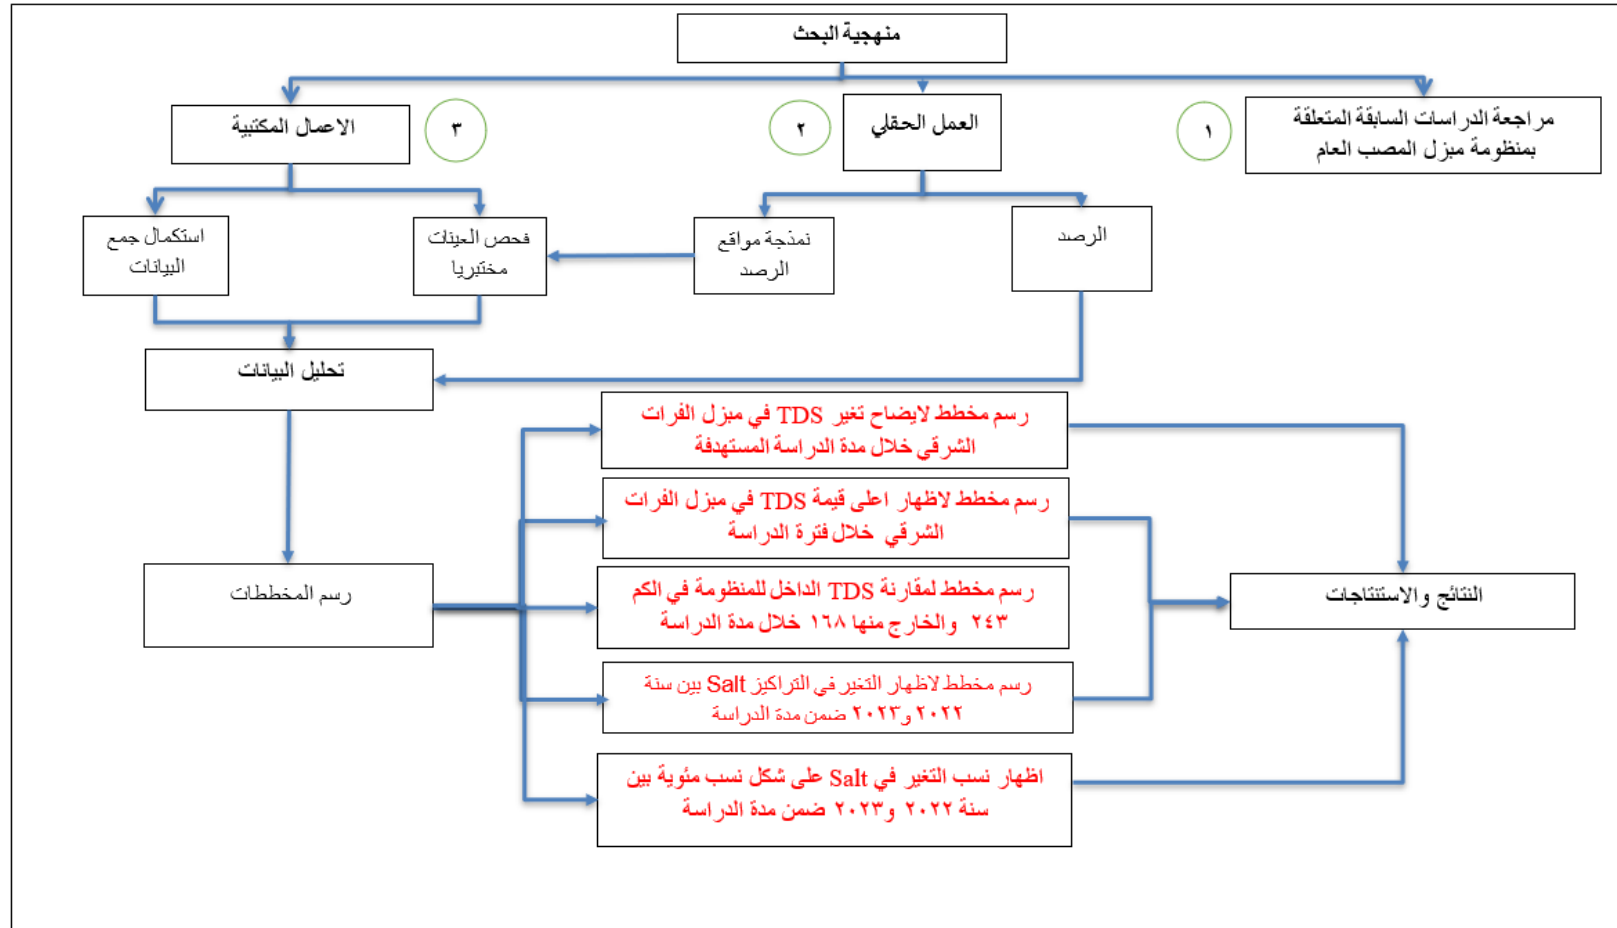 منهجية البحث
مراجعة الدراسات السابقة المتعلقة
بمنظومة مبزل المصب العام
١
العمل الحقلي
٢
الاعمال المكتبية
٣
الرصد
نمذجة مواقع
الرصد
فحص العينات
مختبريا
استكمال جمع
البيانات
تحليل البيانات
رسم المخططات
رسم مخطط لايضاح تغير TDS في مبزل الفرات
الشرقي خلال مدة الدراسة المستهدفة
رسم مخطط لاظهار اعلى قيمة TDS في مبزل الفرات
الشرقي خلال فترة الدراسة
رسم مخطط لمقارنة TDS الداخل للمنظومة في الكم
٢٤٣ والخارج منها ١٦٨ خلال مدة الدراسة
رسم مخطط لاظهار التغير في التراكيز Salt بين سنة
٢٠٢٢ و٢٠٢٣ ضمن مدة الدراسة
اظهار نسب التغير في Salt على شكل نسب مئوية بين
سنة ٢٠٢٢ و٢٠٢٣ ضمن مدة الدراسة
النتائج والاستنتاجات